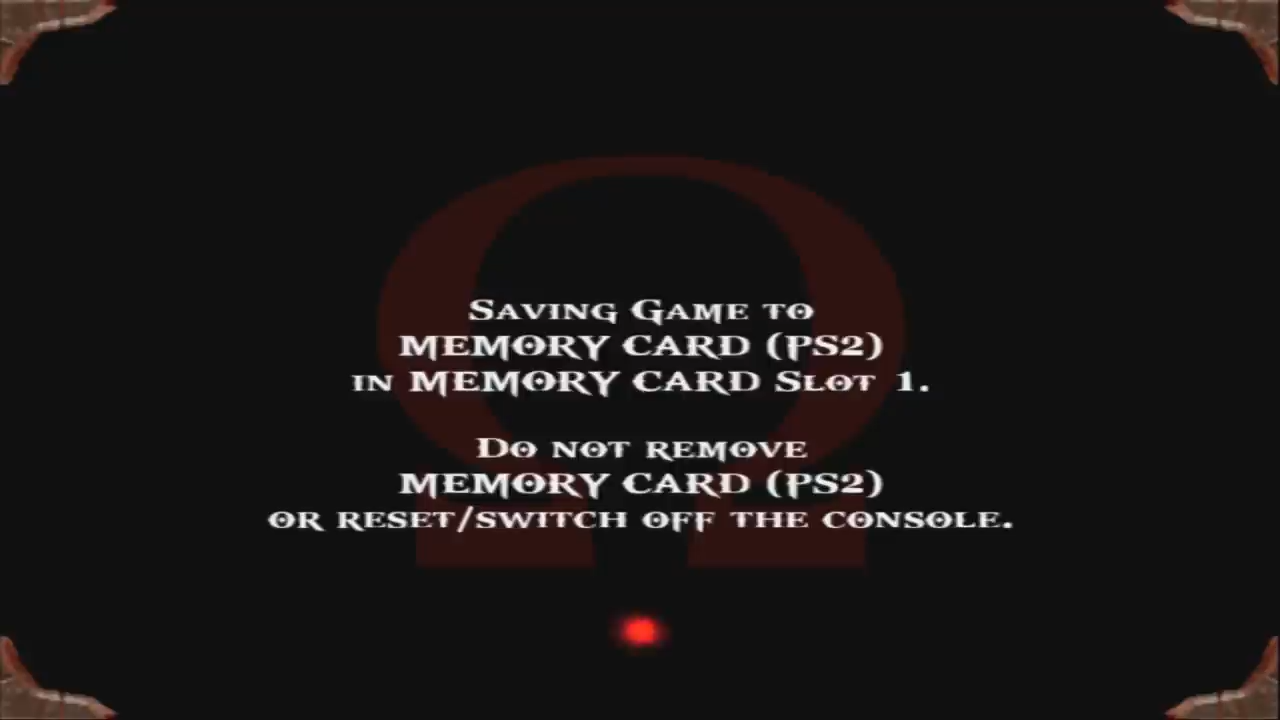 Saving Game to
MEMORY CARD (PS2)
in MEMORY CARD Slot 1.
Do not remove
MEMORY CARD (PS2)
or reset/switch off the console.